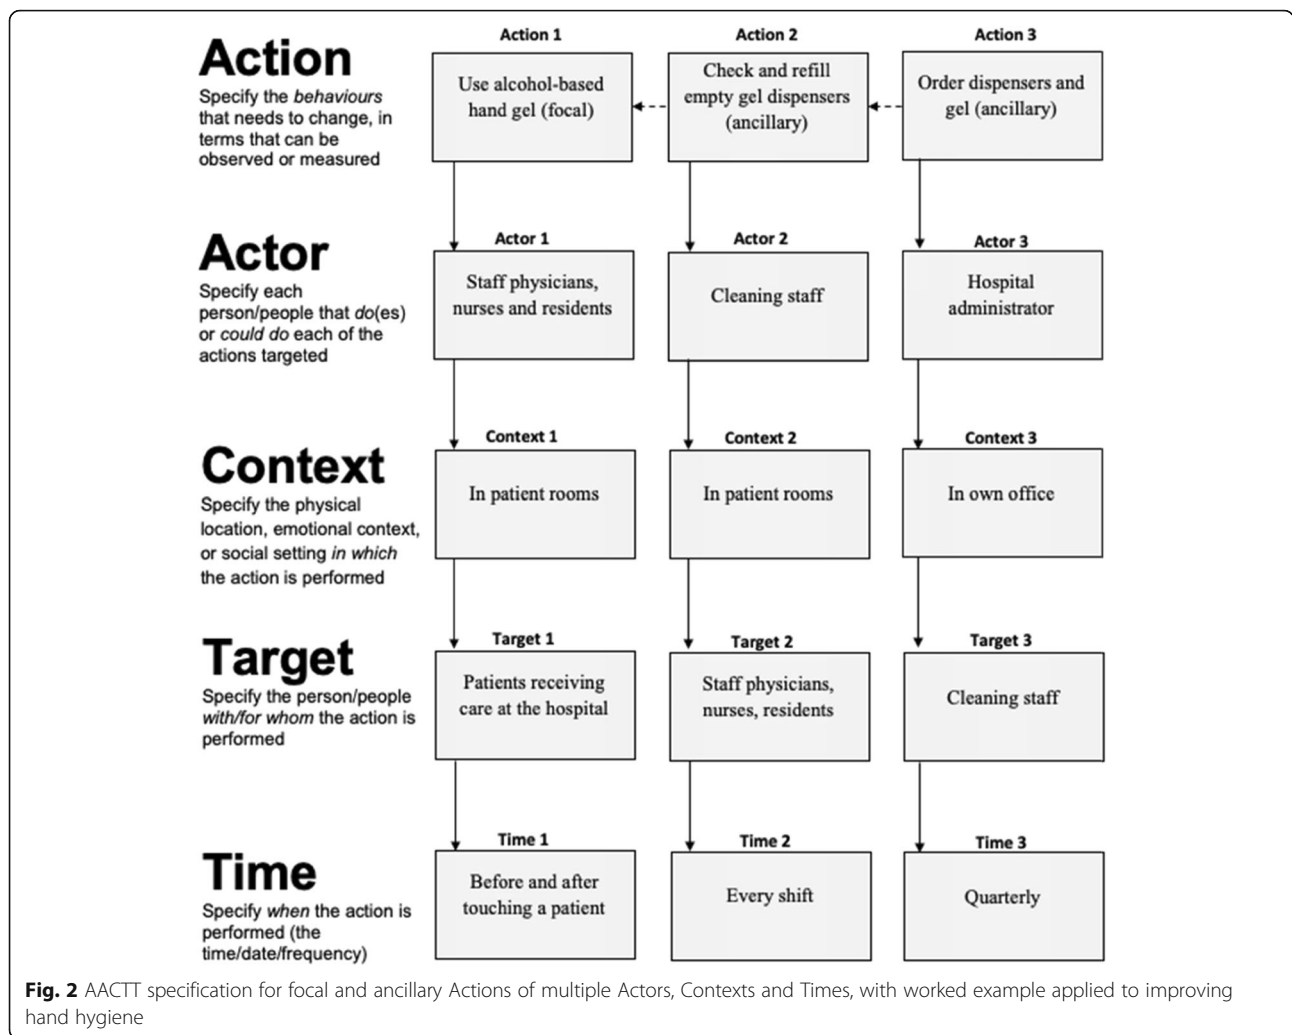 Action
Specify the behaviours
that needs to change, in
terms that can be
observed or measured
Action 1
Use alcohol-based
hand gel (focal)
Action 2
Check and refill
empty gel dispensers
(ancillary)
Action 3
Order dispensers and
gel (ancillary)
Actor
Specify each
person/people that do(es)
or could do each of the
actions targeted
Actor 1
Staff physicians,
nurses and residents
Actor 2
Cleaning staff
Actor 3
Hospital
administrator
Context
Specify the physical
location, emotional context,
or social setting in which
the action is performed
Context 1
In patient rooms
Context 2
In patient rooms
Context 3
In own office
Target
Specify the person/people
with/for whom the action is
performed
Target 1
Patients receiving
care at the hospital
Target 2
Staff physicians,
nurses, residents
Target 3
Cleaning staff
Time
Specify when the action is
performed (the
time/date/frequency)
Time 1
Before and after
touching a patient
Time 2
Every shift
Time 3
Quarterly
Fig. 2 AACTT specification for focal and ancillary Actions of multiple Actors, Contexts and Times, with worked example applied to improving
hand hygiene